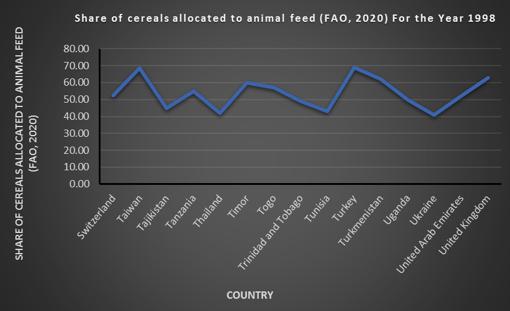 Share of cereals allocated to animal feed (FAO, 2020) For the Year 1998
SHARE OF CEREALS ALLOCATED TO ANIMAL FEED
(FAO, 2020)
80.00
70.00
60.00
50.00
40.00
30.00
20.00
10.00
0.00
Switzerland
Taiwan
Tajikistan
Tanzania
Thailand
Timor
Togo
Trinidad and Tobago
Tunisia
Turkey
Turkmenistan
Uganda
Ukraine
United Arab Emirates
United Kingdom
COUNTRY